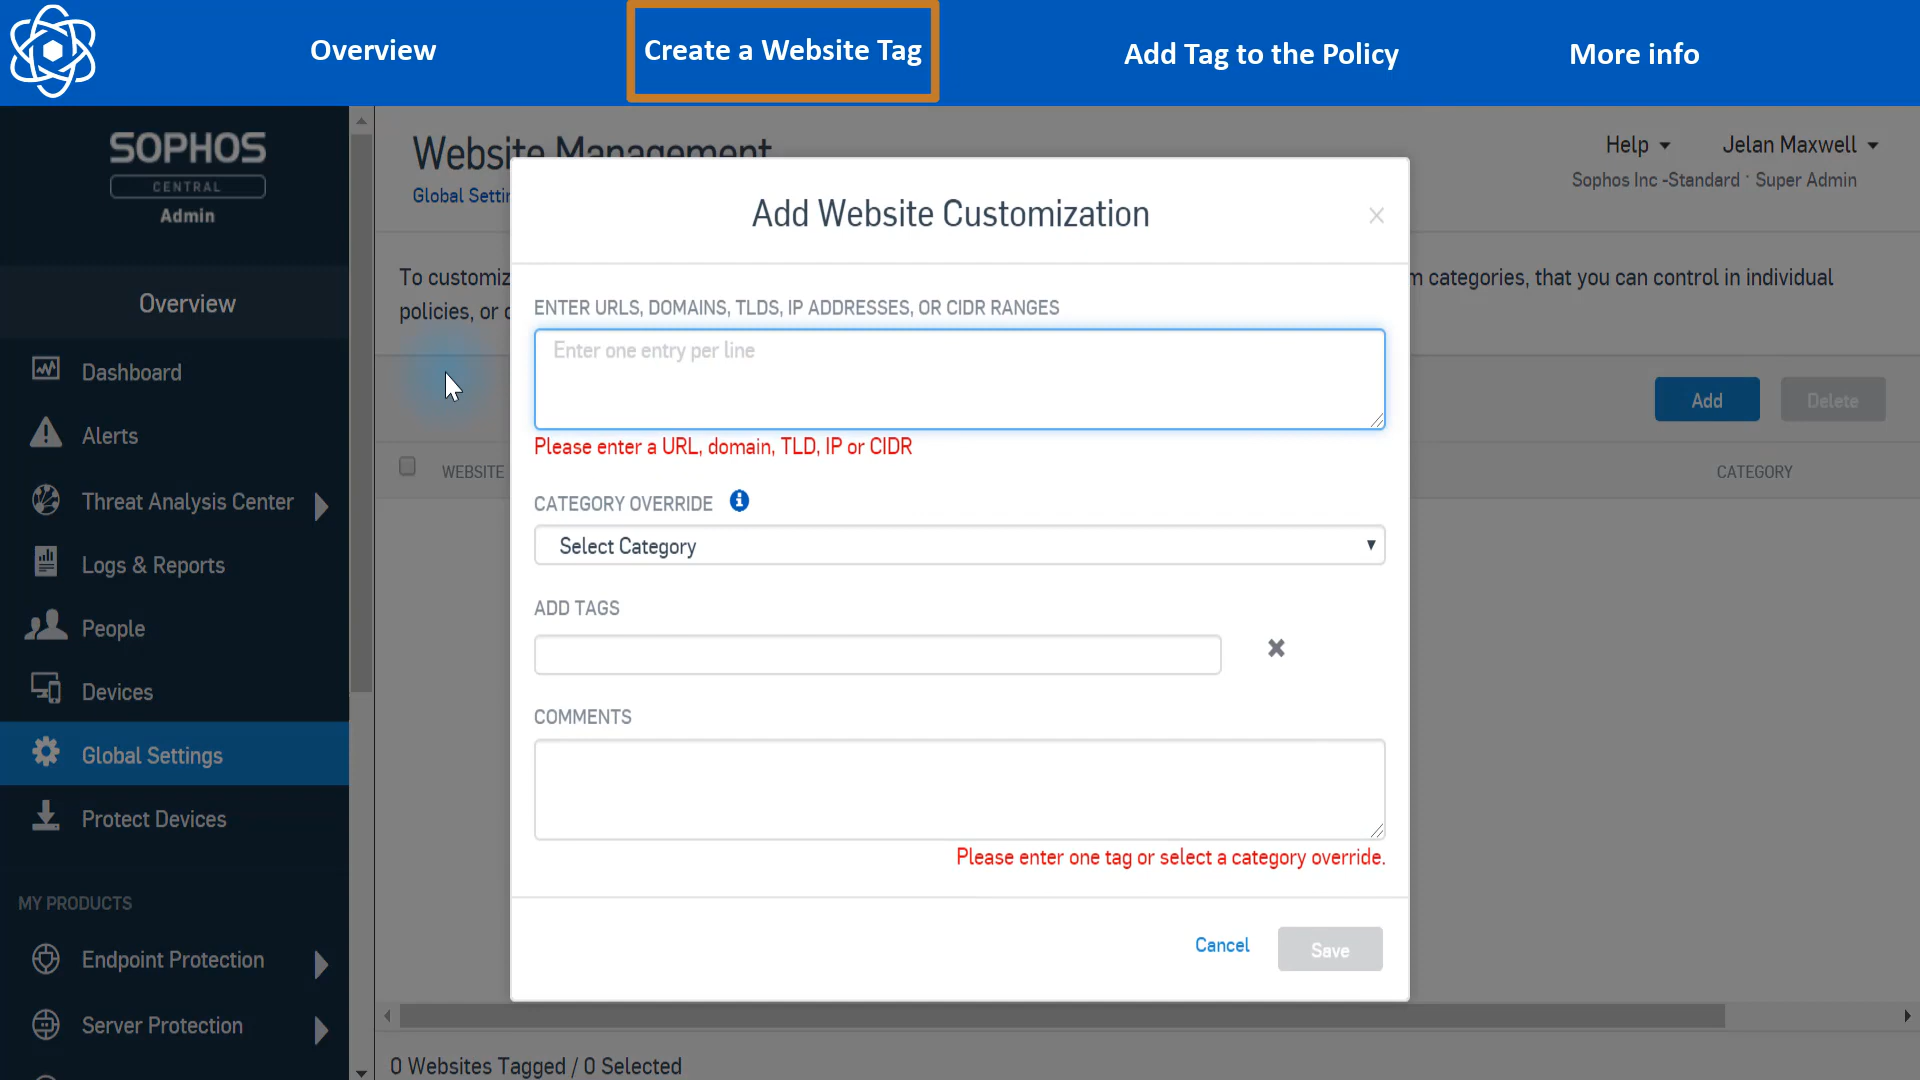 Overview
Create a Website Tag
Add Tag to the Policy
More info
SOPHOS
CENTRAL
Admin
Overview
Dashboard
Alerts
Threat Analysis Center
Logs & Reports
People
Devices
Global Settings
Protect Devices
MY PRODUCTS
Endpoint Protection
Server Protection
Website Management
Global Setti
Help
Jelan Maxwell
Sophos Inc -Standard · Super Admin
To customiz
m categories, that you can control in individual
policies, or
Add
Delete
WEBSITE
CATEGORY
Add Website Customization
ENTER URLS, DOMAINS, TLDS, IP ADDRESSES, OR CIDR RANGES
Enter one entry per line
Please enter a URL, domain, TLD, IP or CIDR
CATEGORY OVERRIDE
Select Category
ADD TAGS
COMMENTS
Please enter one tag or select a category override.
Cancel
Save
0 Websites Tagged / 0 Selected